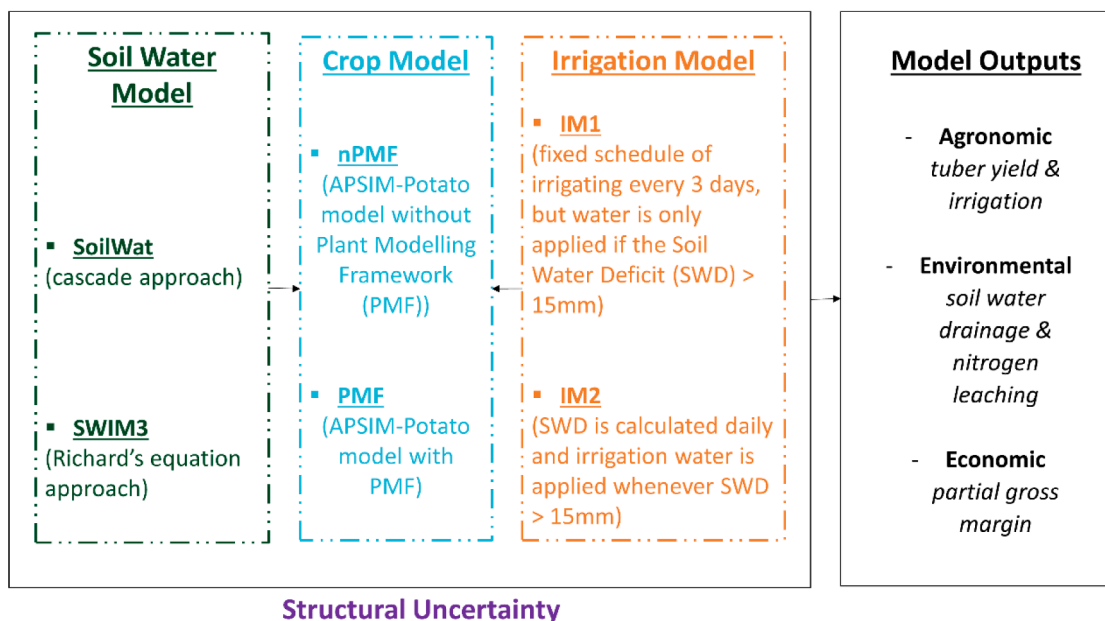 Soil Water
Model
▪ SoilWat
(cascade approach)
▪ SWIM3
(Richard’s equation
approach)
Crop Model
▪ nPMF
(APSIM-Potato
model without
Plant Modelling
Framework
(PMF))
▪ PMF
(APSIM-Potato
model with
PMF)
Irrigation Model
▪ IM1
(fixed schedule of
irrigating every 3 days,
but water is only
applied if the Soil
Water Deficit (SWD) >
15mm)
▪ IM2
(SWD is calculated daily
and irrigation water is
applied whenever SWD
> 15mm)
Model Outputs
- Agronomic
tuber yield &
irrigation
- Environmental
soil water
drainage &
nitrogen
leaching
- Economic
partial gross
margin
Structural Uncertainty